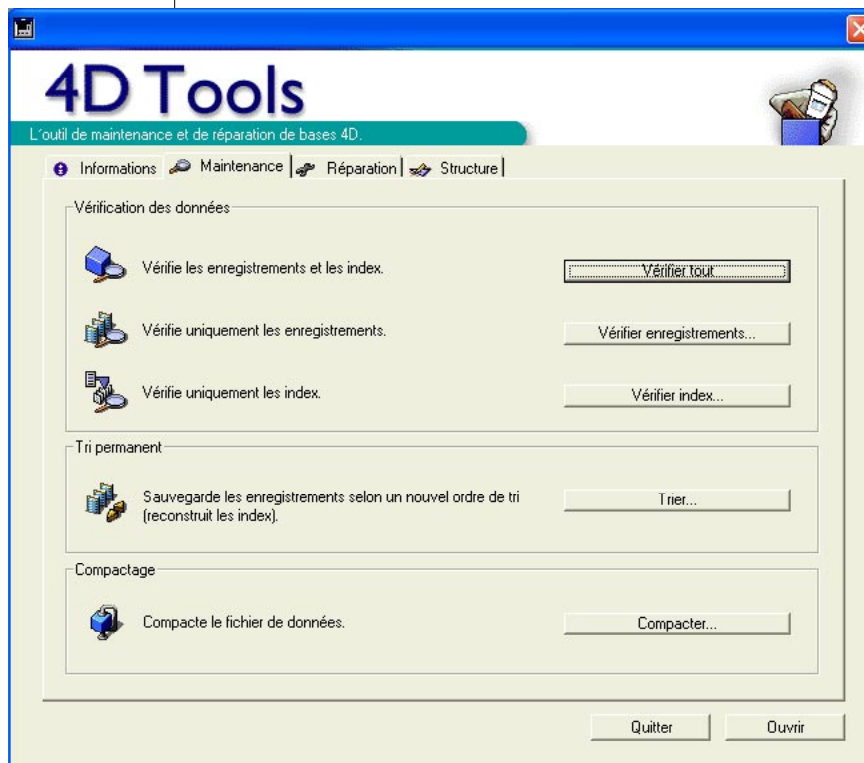 4D Tools
L'outil de maintenance et de réparation de bases 4D.
Informations Maintenance Réparation Structure
Vérification des données
Vérifie les enregistrements et les index. Vérifier tout
Vérifie uniquement les enregistrements. Vérifier enregistrements...
Vérifie uniquement les index. Vérifier index...
Tri permanent
Sauvegarde les enregistrements selon un nouvel ordre de tri
(reconstruit les index). Trier...
Compactage
Compacte le fichier de données. Compacter...
Quitter Ouvrir